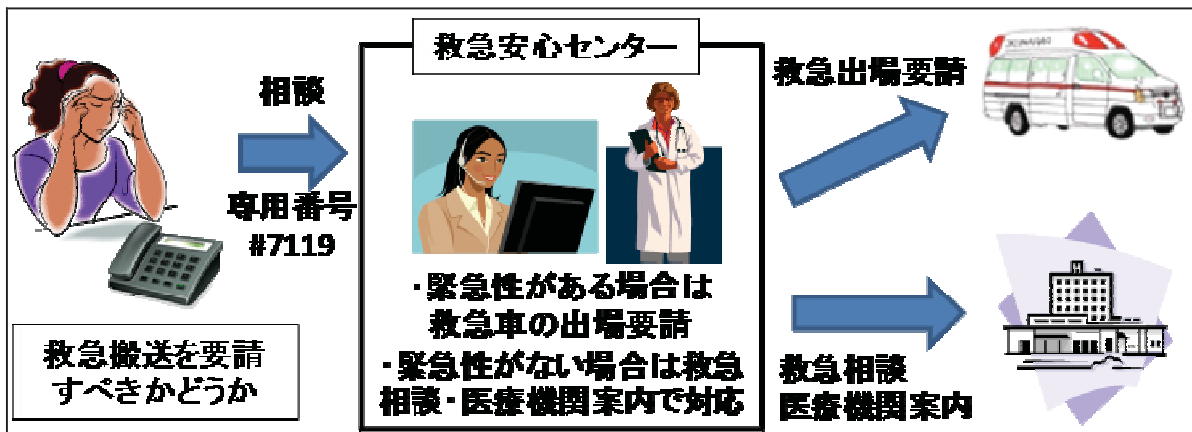 救急安心センター
相談
専用番号
#7119
救急搬送を要請
すべきかどうか
・緊急性がある場合は
救急車の出場要請
・緊急性がない場合は救急
相談・医療機関案内で対応
救急出場要請
救急相談
医療機関案内